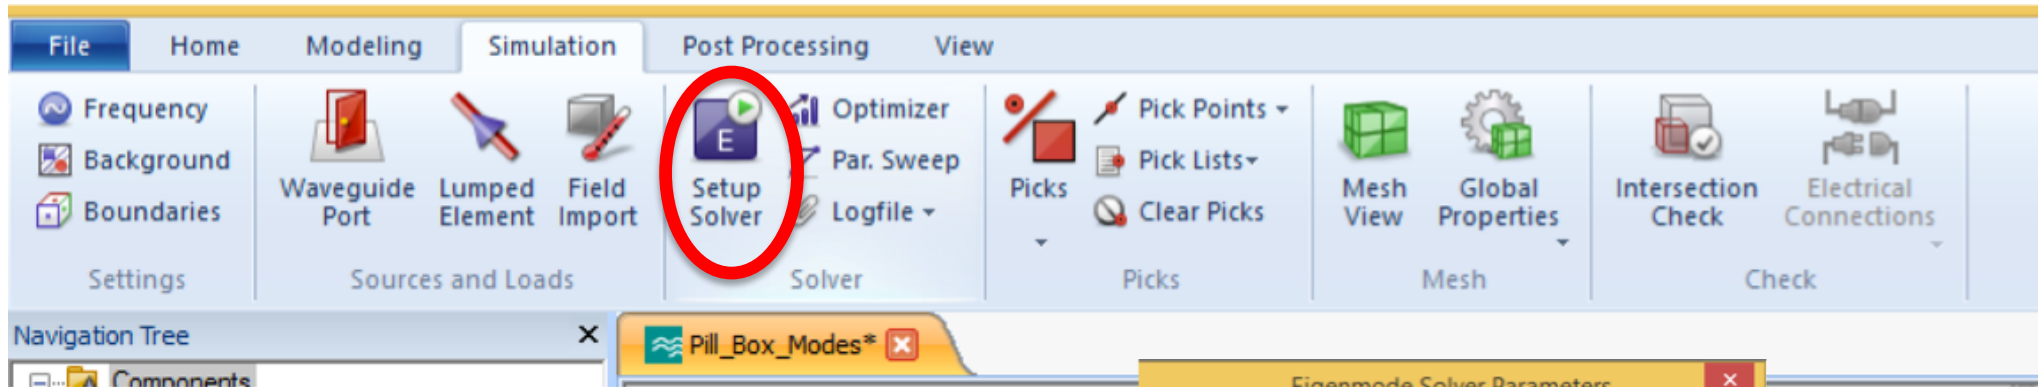 File Home Modeling Simulation Post Processing View
Frequency
Background
Boundaries
Settings
Waveguide
Port
Lumped
Element
Field
Import
Sources and Loads
E
Setup
Solver
Optimizer
Par. Sweep
Logfile
Solver
Picks
Pick Points
Pick Lists
Clear Picks
Picks
Mesh
View
Global
Properties
Mesh
Intersection
Check
Electrical
Connections
Check
Navigation Tree
Components
Pill_Box_Modes*
Eigenmode Solver Parameters